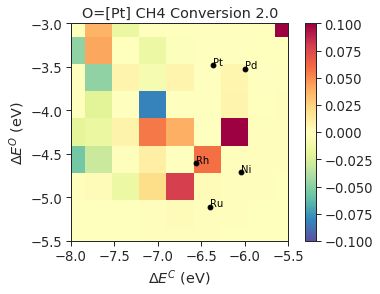 O=[Pt] CH4 Conversion 2.0
ΔE^O (eV)
−3.0
−3.5
−4.0
−4.5
−5.0
−5.5
Pt
Pd
Rh
Ni
Ru
−8.0 −7.5 −7.0 −6.5 −6.0 −5.5
ΔE^C (eV)
0.100
0.075
0.050
0.025
0.000
−0.025
−0.050
−0.075
−0.100